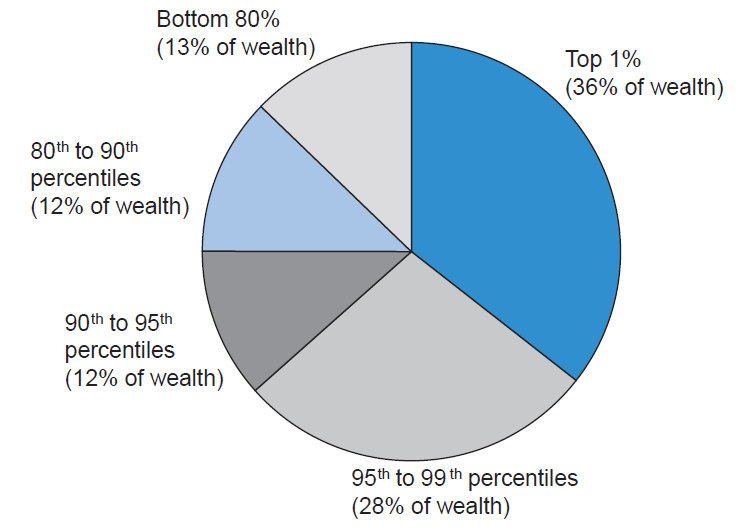 Bottom 80%
(13% of wealth)
Top 1%
(36% of wealth)
80th to 90th
percentiles
(12% of wealth)
90th to 95th
percentiles
(12% of wealth)
95th to 99th percentiles
(28% of wealth)